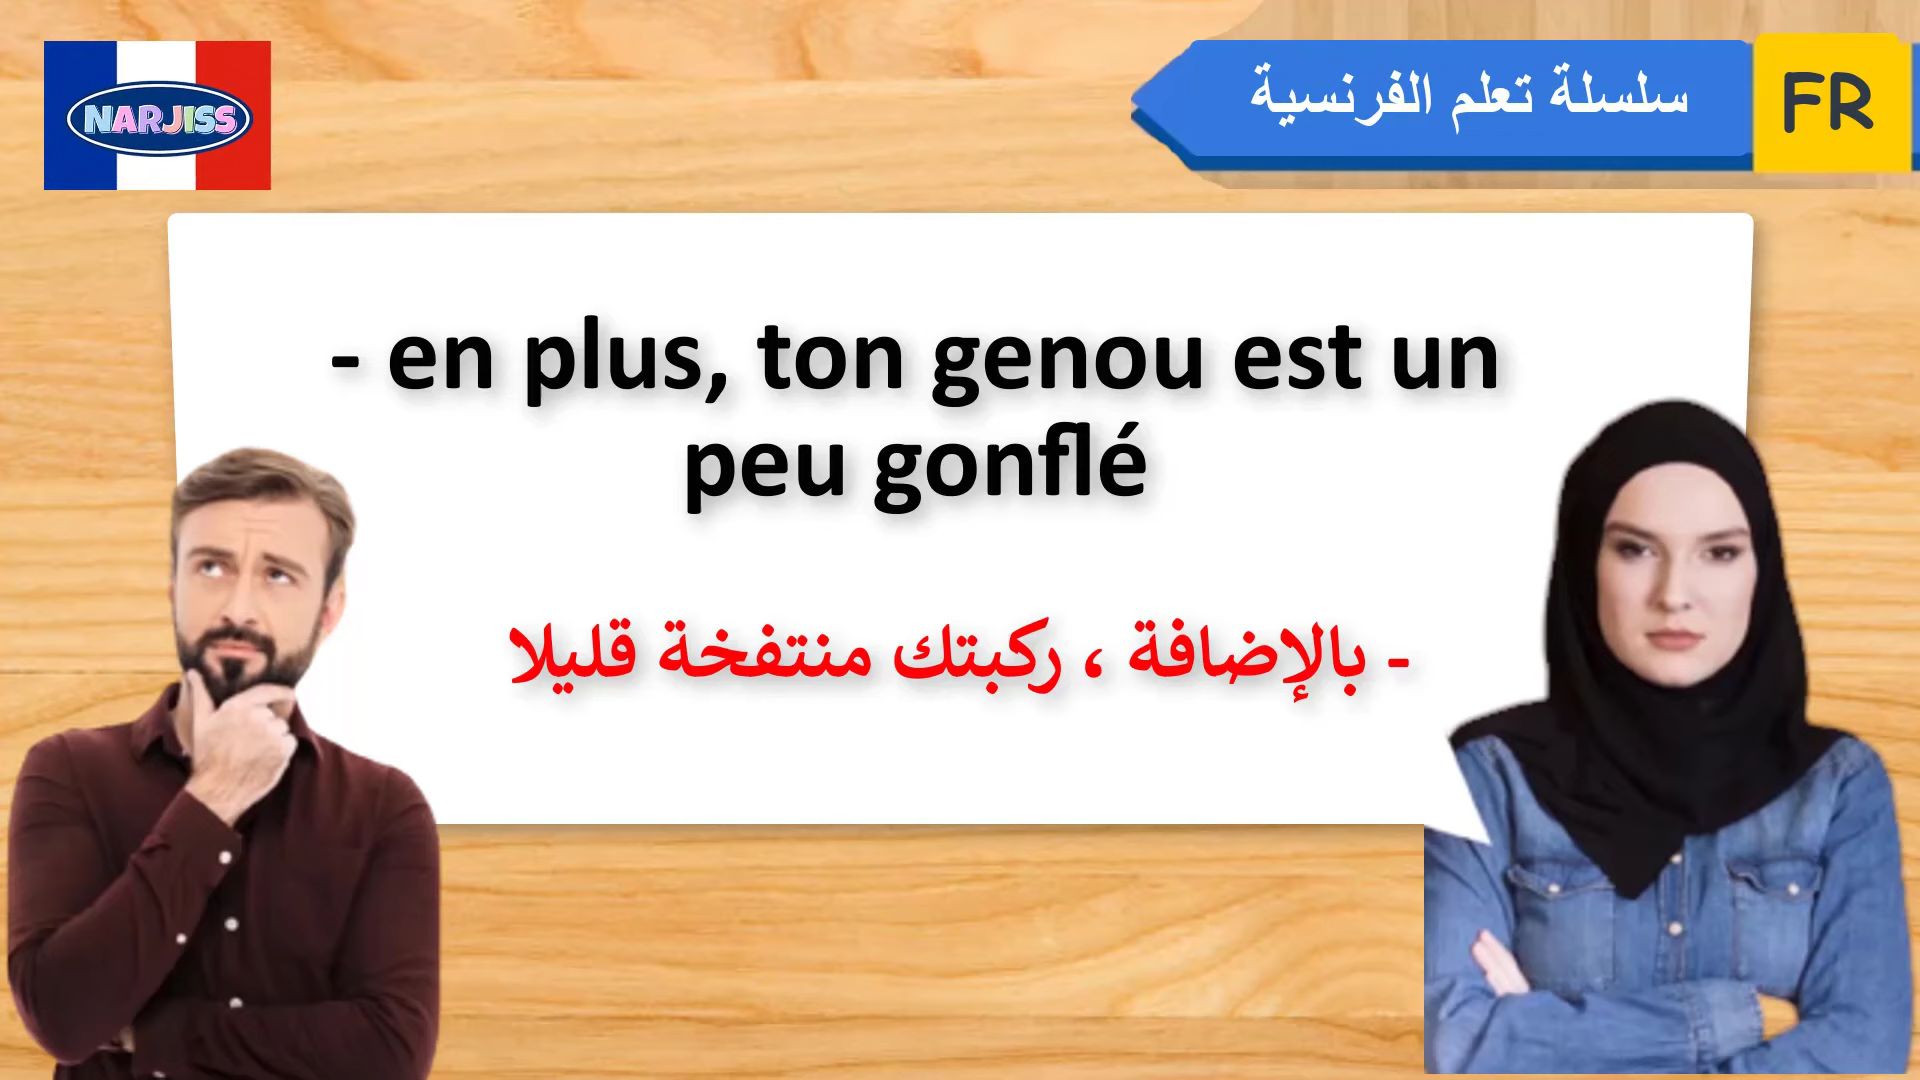 NARJISS
سلسلة تعلم الفرنسية
FR
- en plus, ton genou est un
peu gonflé
- بالإضافة ، ركبتك منتفخة قليلا